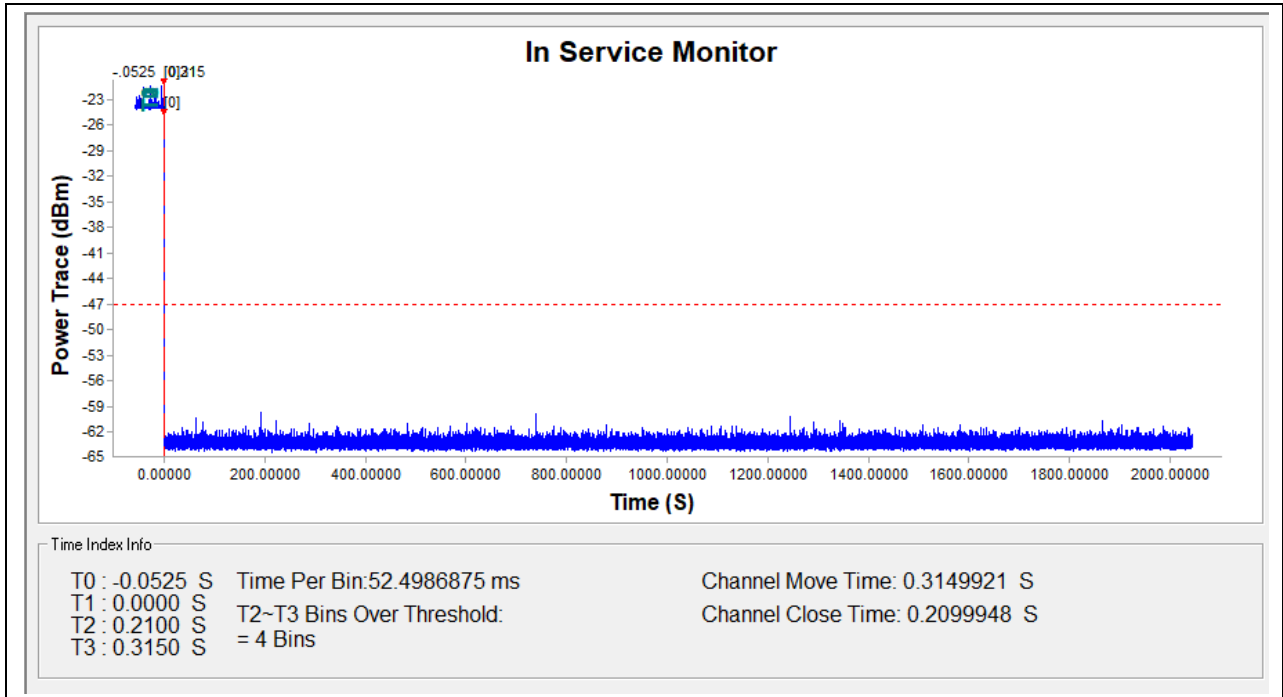 In Service Monitor
-.0525 [0]
[0]
-23
-26
-29
-32
-35
-38
-41
-44
-47
-50
-53
-56
-59
-62
-65
Power Trace (dBm)
0.00000 200.00000 400.00000 600.00000 800.00000 1000.00000 1200.00000 1400.00000 1600.00000 1800.00000 2000.00000
Time (S)
Time Index Info
T0 : -0.0525 S
T1 : 0.0000 S
T2 : 0.2100 S
T3 : 0.3150 S
Time Per Bin:52.4986875 ms
T2~T3 Bins Over Threshold:
= 4 Bins
Channel Move Time: 0.3149921 S
Channel Close Time: 0.2099948 S